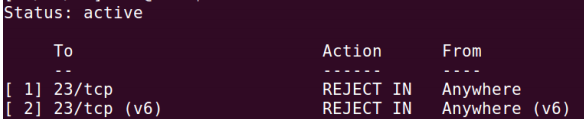 Status: active
To Action From
-- ------ ----
[ 1] 23/tcp REJECT IN Anywhere
[ 2] 23/tcp (v6) REJECT IN Anywhere (v6)